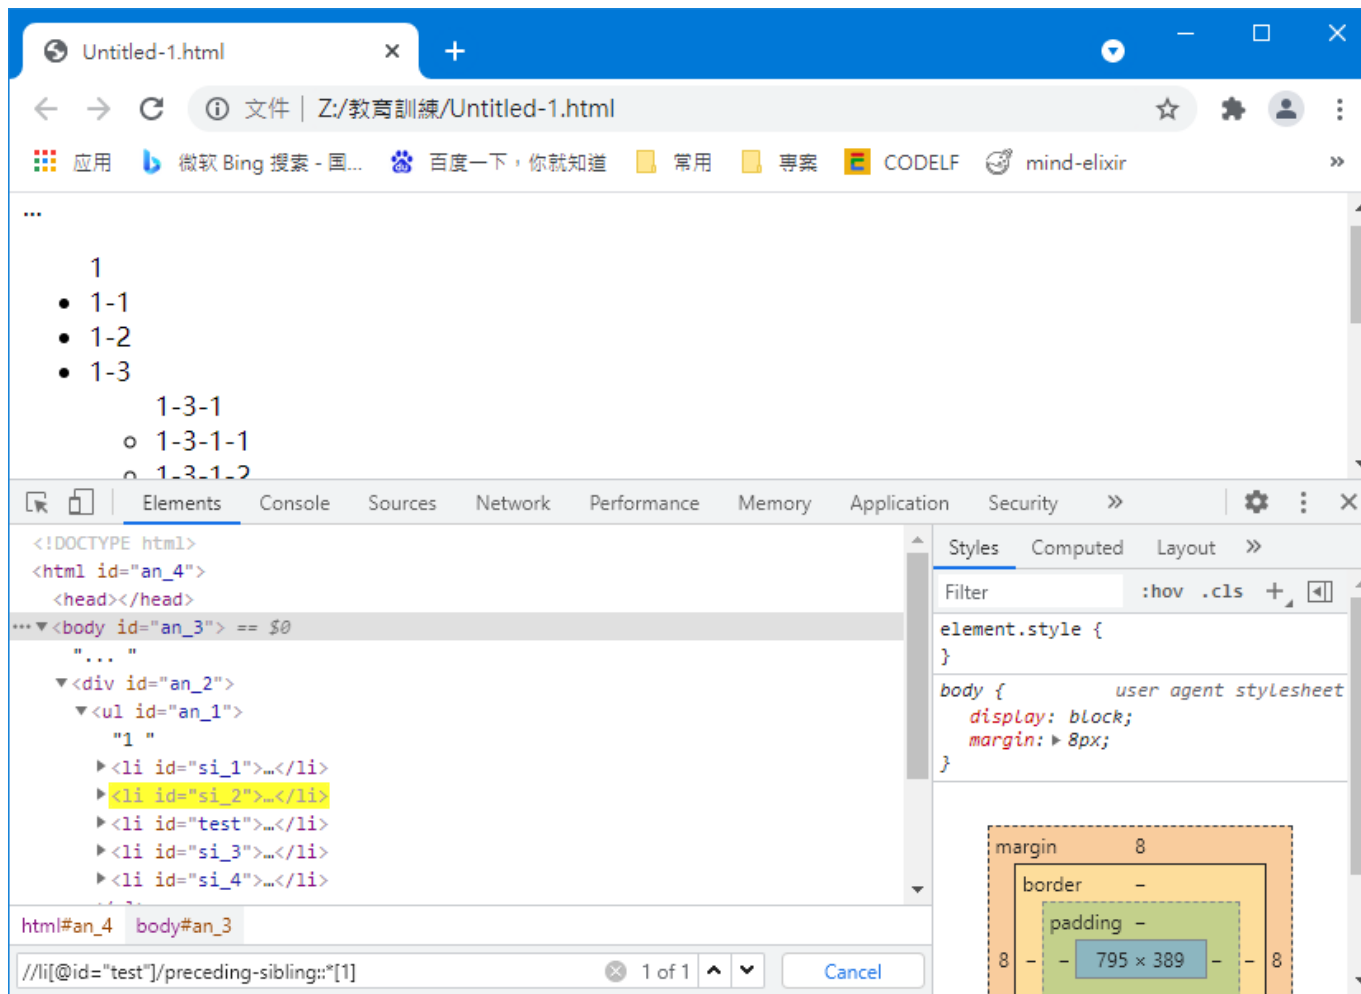 Untitled-1.html
文件 | Z:/教育訓練/Untitled-1.html
应用 微软 Bing 搜索 - 国... 百度一下，你就知道 常用 專案 CODELF mind-elixir »
...
1
1-1
1-2
1-3
1-3-1
1-3-1-1
1-3-1-2
Elements Console Sources Network Performance Memory Application Security »
<!DOCTYPE html>
<html id="an_4">
<head></head>
<body id="an_3"> == $0
"... "
<div id="an_2">
<ul id="an_1">
"1 "
<li id="si_1">…</li>
<li id="si_2">…</li>
<li id="test">…</li>
<li id="si_3">…</li>
<li id="si_4">…</li>
html#an_4 body#an_3
//li[@id="test"]/preceding-sibling::*[1] 1 of 1 Cancel
Styles Computed Layout »
Filter :hov .cls +
element.style {
}
body { user agent stylesheet
display: block;
margin: 8px;
}
margin 8
border –
padding –
8 – – 795 × 389 – – 8